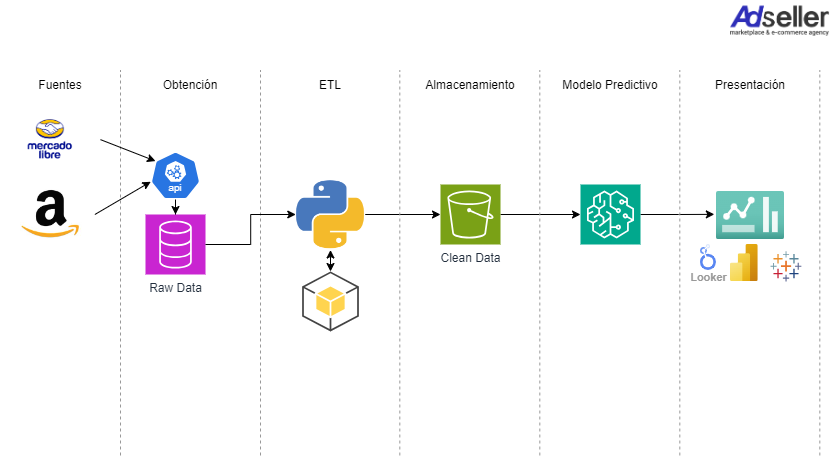 Adseller
marketplace & e-commerce agency
Fuentes
Obtención
ETL
Almacenamiento
Modelo Predictivo
Presentación
mercado
libre
api
a
Raw Data
Clean Data
Looker